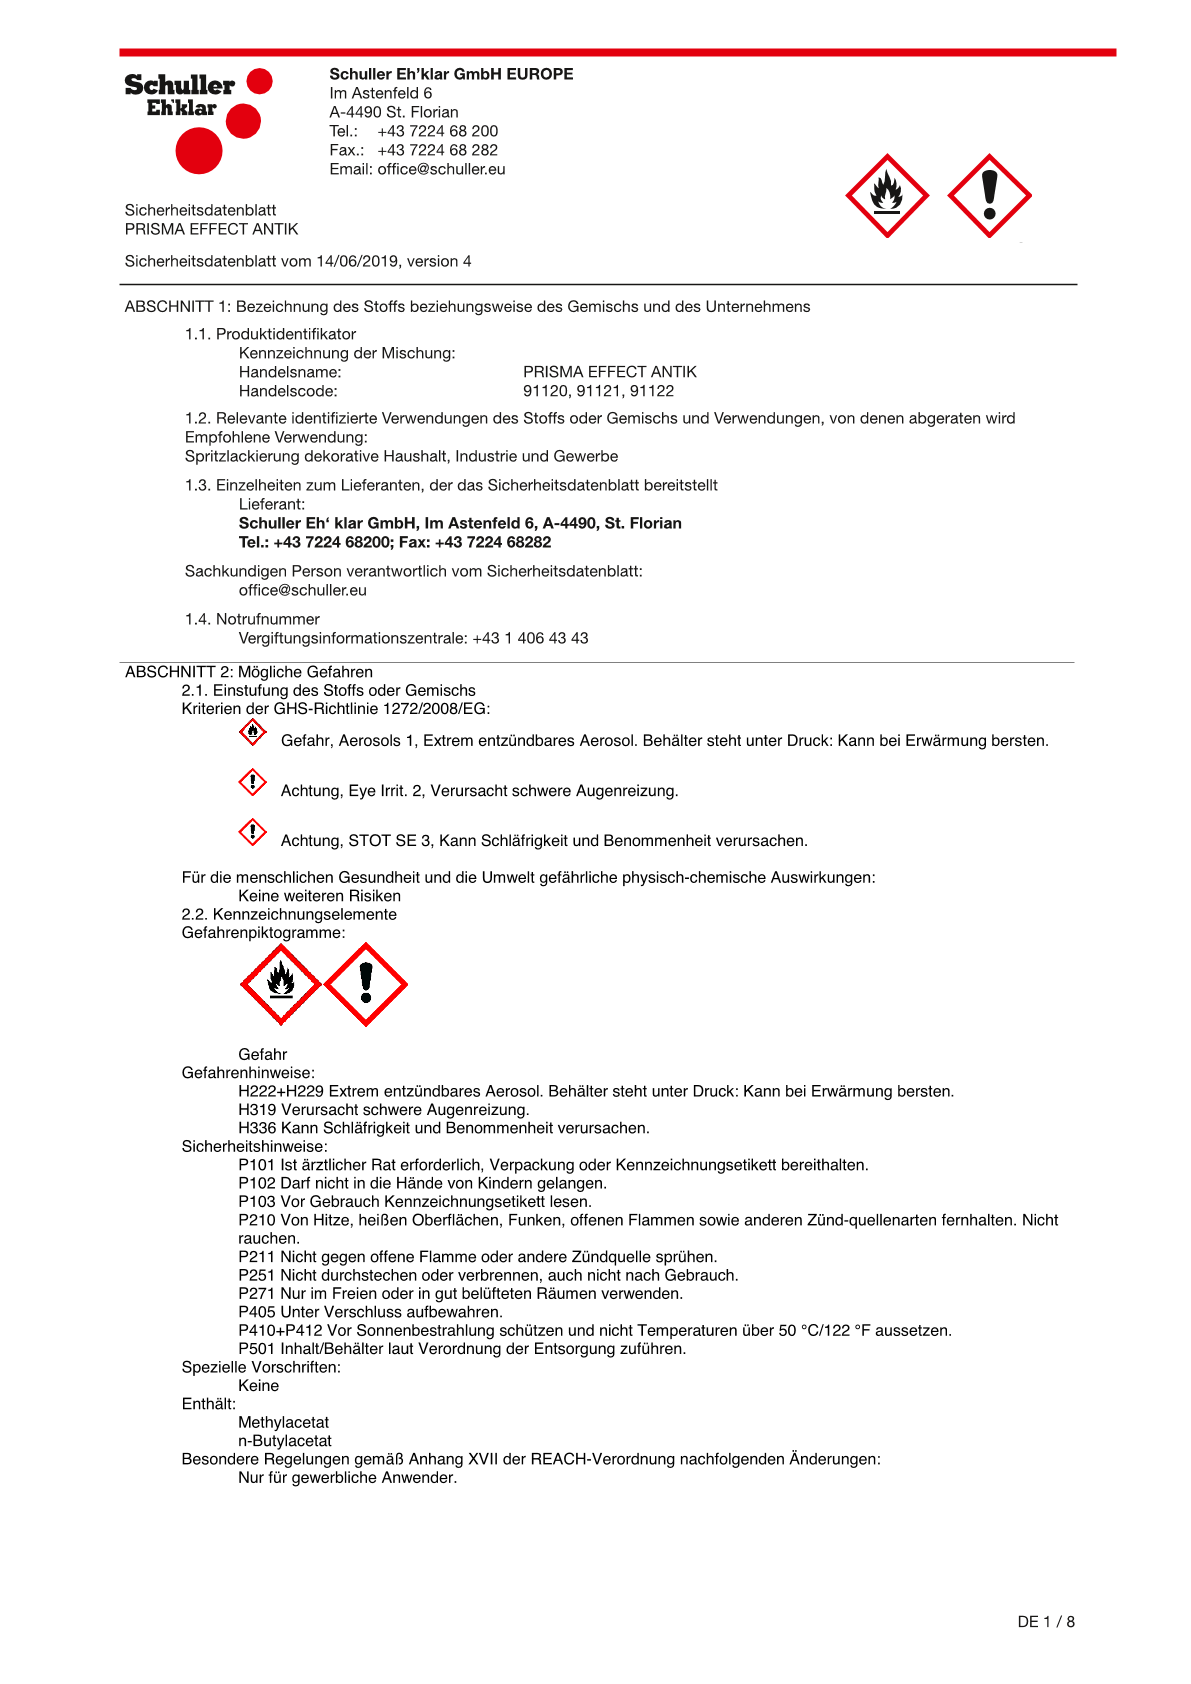 Schuller
Eh'klar
Schuller Eh’klar GmbH EUROPE
Im Astenfeld 6
A-4490 St. Florian
Tel.: +43 7224 68 200
Fax.: +43 7224 68 282
Email: office@schuller.eu
Sicherheitsdatenblatt
PRISMA EFFECT ANTIK
Sicherheitsdatenblatt vom 14/06/2019, version 4
ABSCHNITT 1: Bezeichnung des Stoffs beziehungsweise des Gemischs und des Unternehmens
1.1. Produktidentifikator
Kennzeichnung der Mischung:
Handelsname: PRISMA EFFECT ANTIK
Handelscode: 91120, 91121, 91122
1.2. Relevante identifizierte Verwendungen des Stoffs oder Gemischs und Verwendungen, von denen abgeraten wird
Empfohlene Verwendung:
Spritzlackierung dekorative Haushalt, Industrie und Gewerbe
1.3. Einzelheiten zum Lieferanten, der das Sicherheitsdatenblatt bereitstellt
Lieferant:
Schuller Eh‘ klar GmbH, Im Astenfeld 6, A-4490, St. Florian
Tel.: +43 7224 68200; Fax: +43 7224 68282
Sachkundigen Person verantwortlich vom Sicherheitsdatenblatt:
office@schuller.eu
1.4. Notrufnummer
Vergiftungsinformationszentrale: +43 1 406 43 43
ABSCHNITT 2: Mögliche Gefahren
2.1. Einstufung des Stoffs oder Gemischs
Kriterien der GHS-Richtlinie 1272/2008/EG:
Gefahr, Aerosols 1, Extrem entzündbares Aerosol. Behälter steht unter Druck: Kann bei Erwärmung bersten.
Achtung, Eye Irrit. 2, Verursacht schwere Augenreizung.
Achtung, STOT SE 3, Kann Schläfrigkeit und Benommenheit verursachen.
Für die menschlichen Gesundheit und die Umwelt gefährliche physisch-chemische Auswirkungen:
Keine weiteren Risiken
2.2. Kennzeichnungselemente
Gefahrenpiktogramme:
Gefahr
Gefahrenhinweise:
H222+H229 Extrem entzündbares Aerosol. Behälter steht unter Druck: Kann bei Erwärmung bersten.
H319 Verursacht schwere Augenreizung.
H336 Kann Schläfrigkeit und Benommenheit verursachen.
Sicherheitshinweise:
P101 Ist ärztlicher Rat erforderlich, Verpackung oder Kennzeichnungsetikett bereithalten.
P102 Darf nicht in die Hände von Kindern gelangen.
P103 Vor Gebrauch Kennzeichnungsetikett lesen.
P210 Von Hitze, heißen Oberflächen, Funken, offenen Flammen sowie anderen Zünd-quellenarten fernhalten. Nicht
rauchen.
P211 Nicht gegen offene Flamme oder andere Zündquelle sprühen.
P251 Nicht durchstechen oder verbrennen, auch nicht nach Gebrauch.
P271 Nur im Freien oder in gut belüfteten Räumen verwenden.
P405 Unter Verschluss aufbewahren.
P410+P412 Vor Sonnenbestrahlung schützen und nicht Temperaturen über 50 °C/122 °F aussetzen.
P501 Inhalt/Behälter laut Verordnung der Entsorgung zuführen.
Spezielle Vorschriften:
Keine
Enthält:
Methylacetat
n-Butylacetat
Besondere Regelungen gemäß Anhang XVII der REACH-Verordnung nachfolgenden Änderungen:
Nur für gewerbliche Anwender.
DE 1 / 8